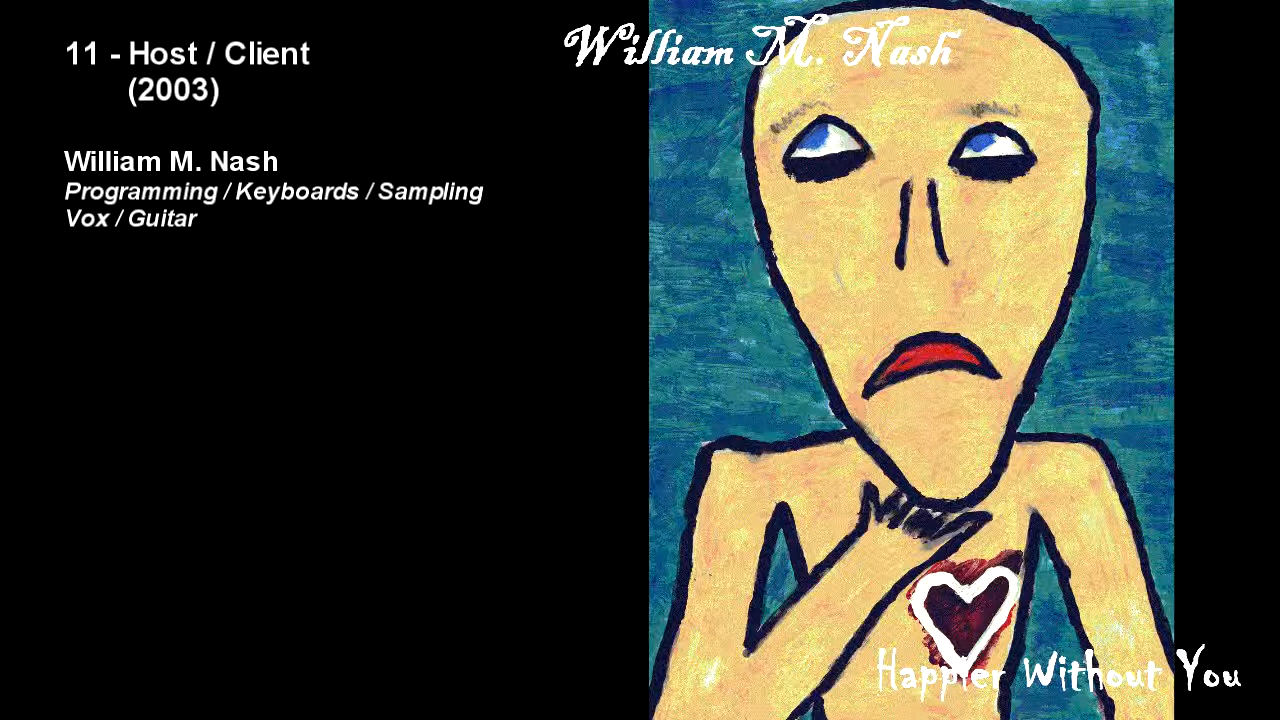 11 - Host / Client
(2003)
William M. Nash
Programming / Keyboards / Sampling
Vox / Guitar
William M. Nash
Happier Without You